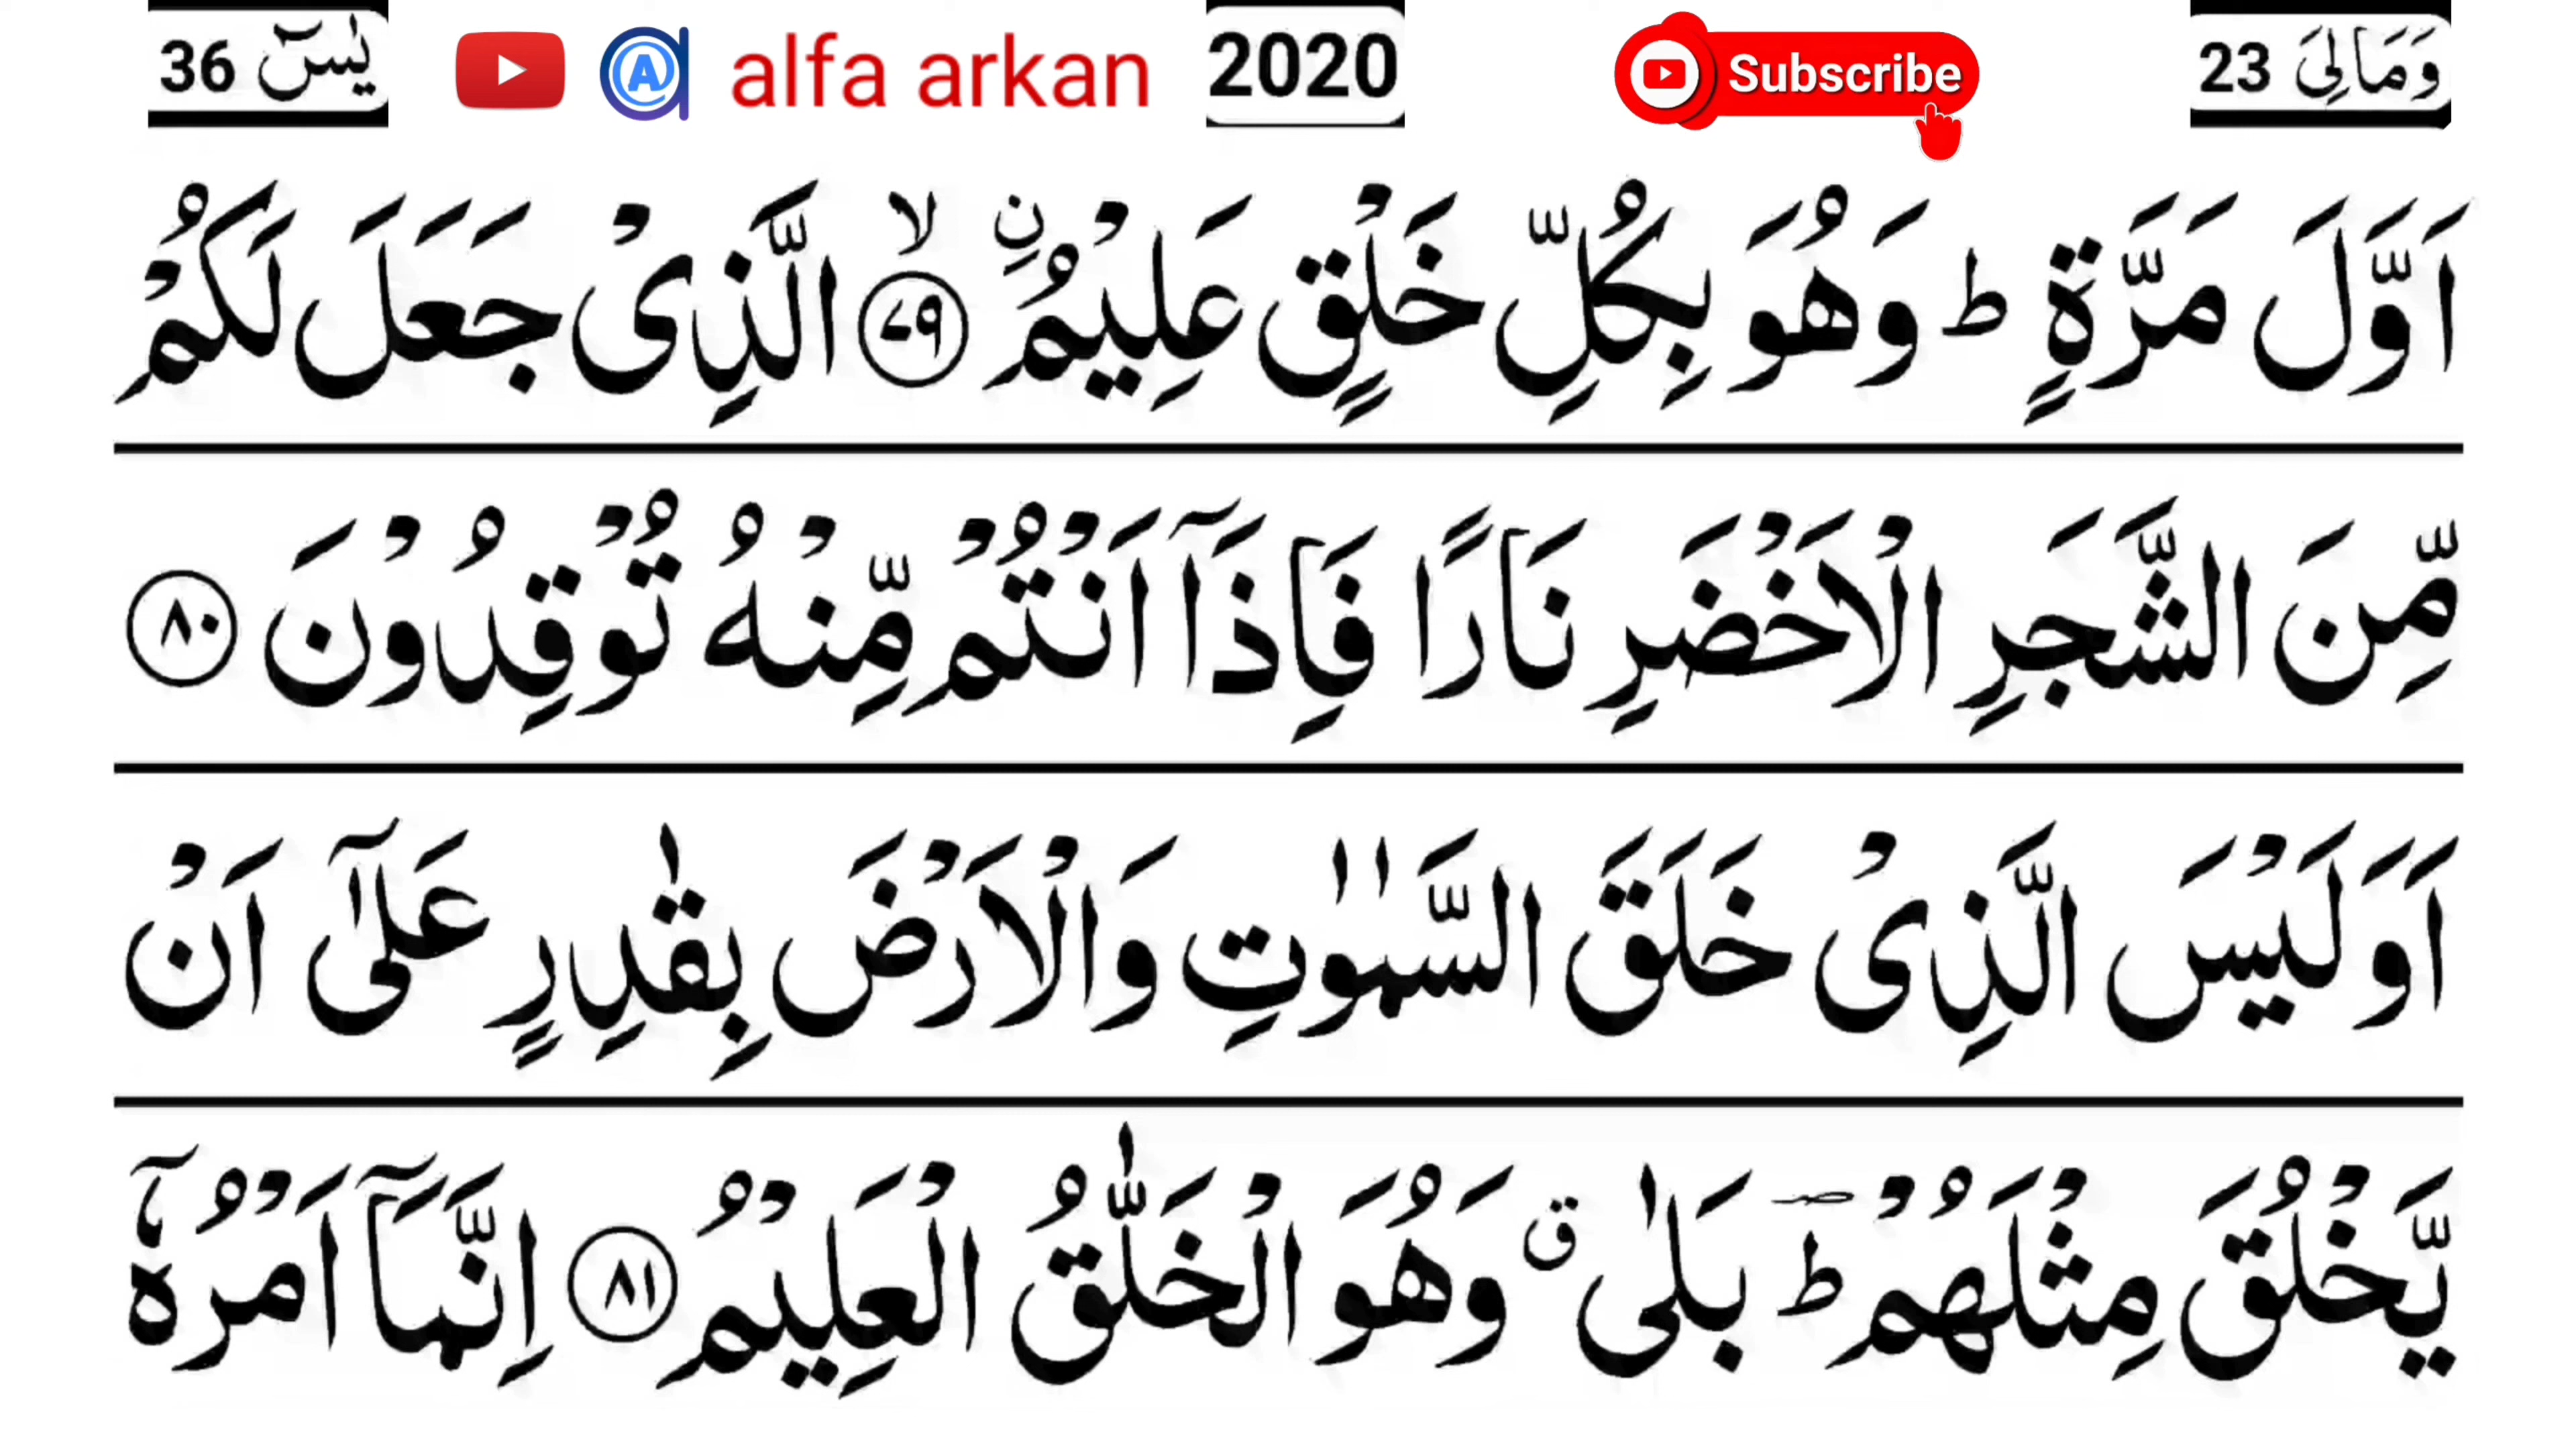 36 يٰسٓ alfa arkan 2020 Subscribe وَمَالِيَ 23
اَوَّلَ مَرَّةٍ ؕ وَهُوَ بِكُلِّ خَلْقٍ عَلِيْمُ ۙ نِ ﴿۷۹﴾ الَّذِىْ جَعَلَ لَكُمْ
مِّنَ الشَّجَرِ الْاَخْضَرِ نَارًا فَاِذَاۤ اَنْتُمْ مِّنْهُ تُوْقِدُوْنَ ﴿۸۰﴾
اَوَلَيْسَ الَّذِىْ خَلَقَ السَّمٰوٰتِ وَالْاَرْضَ بِقٰدِرٍ عَلٰٓى اَنْ
يَّخْلُقَ مِثْلَهُمْ ؕۖ بَلٰى ۗ وَهُوَ الْخَلّٰقُ الْعَلِيْمُ ﴿۸۱﴾ اِنَّمَاۤ اَمْرُهٗۤ